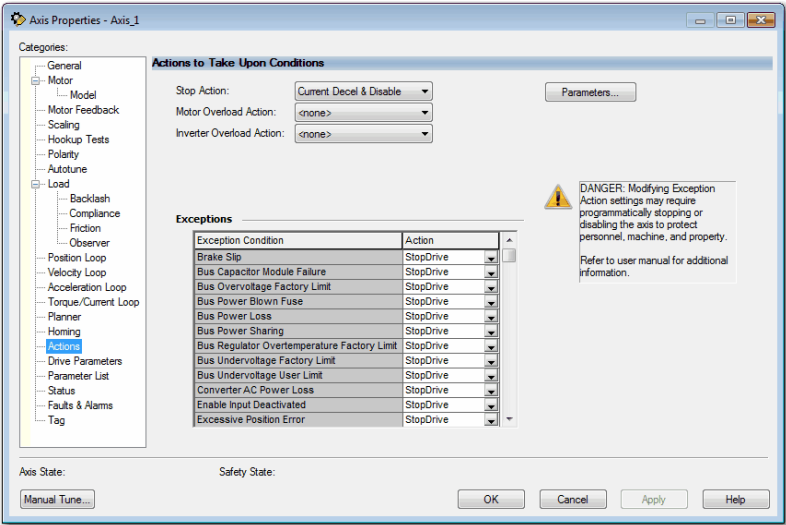 Axis Properties - Axis_1
Categories:
General
Motor
Model
Motor Feedback
Scaling
Hookup Tests
Polarity
Autotune
Load
Backlash
Compliance
Friction
Observer
Position Loop
Velocity Loop
Acceleration Loop
Torque/Current Loop
Planner
Homing
Actions
Drive Parameters
Parameter List
Status
Faults & Alarms
Tag
Actions to Take Upon Conditions
Stop Action: Current Decel & Disable Parameters...
Motor Overload Action: <none>
Inverter Overload Action: <none>
DANGER: Modifying Exception
Action settings may require
programmatically stopping or
disabling the axis to protect
personnel, machine, and property.
Refer to user manual for additional
information.
Exceptions
Exception Condition Action
Brake Slip StopDrive
Bus Capacitor Module Failure StopDrive
Bus Overvoltage Factory Limit StopDrive
Bus Power Blown Fuse StopDrive
Bus Power Loss StopDrive
Bus Power Sharing StopDrive
Bus Regulator Overtemperature Factory Limit StopDrive
Bus Undervoltage Factory Limit StopDrive
Bus Undervoltage User Limit StopDrive
Converter AC Power Loss StopDrive
Enable Input Deactivated StopDrive
Excessive Position Error StopDrive
Axis State: Safety State:
Manual Tune... OK Cancel Apply Help